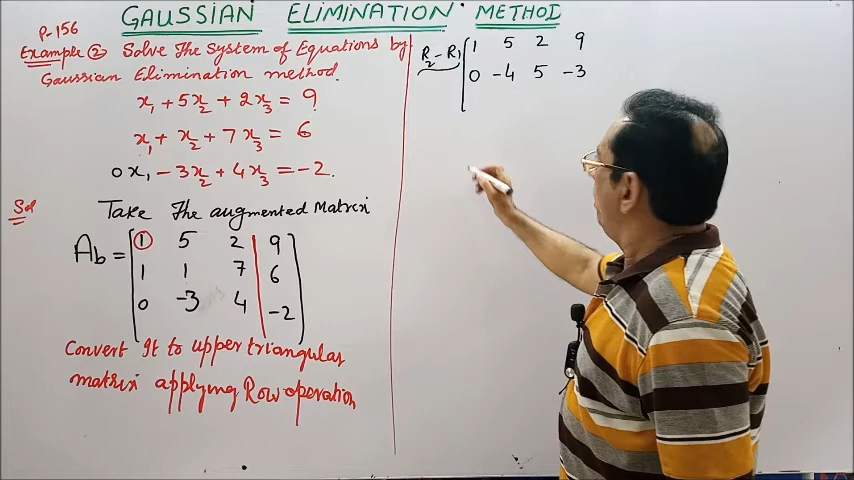 GAUSSIAN ELIMINATION METHOD
P-156
Example ② Solve The System of Equations by
Gaussian Elimination method.
x₁ + 5x₂ + 2x₃ = 9
x₁ + x₂ + 7x₃ = 6
0x₁ - 3x₂ + 4x₃ = -2.
Sol
Take The augmented Matrix
Ab = [ 1 5 2 | 9
1 1 7 | 6
0 -3 4 | -2 ]
Convert It to upper triangular
matrix applying Row operation
R₂ - R₁ [ 1 5 2 9
0 -4 5 -3